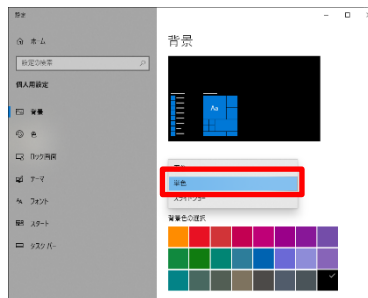 設定
ホーム
設定の検索
個人用設定
背景
色
ロック画面
テーマ
フォント
スタート
タスク バー
背景
Aa
単色
スライドショー
背景色の選択